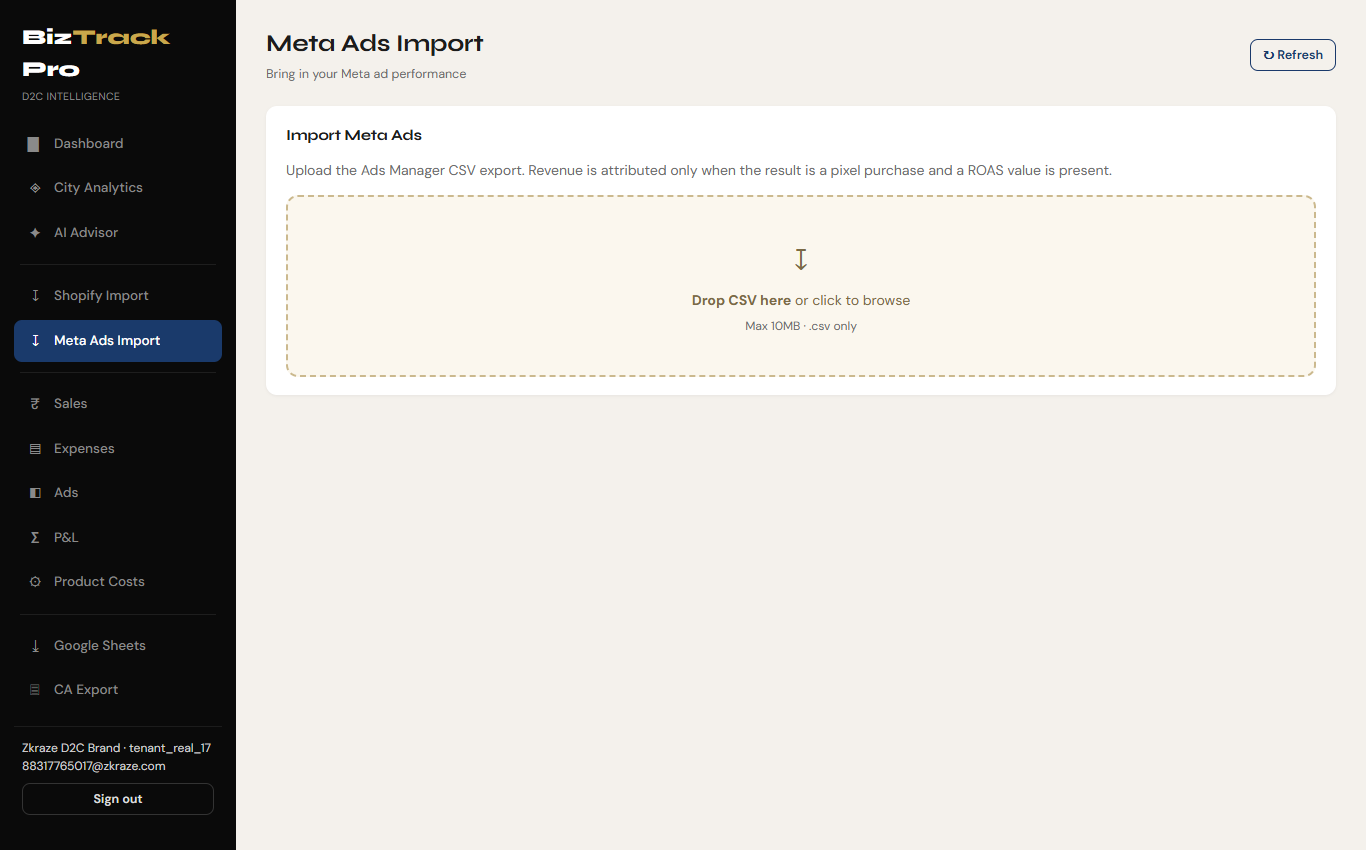 BizTrack
Pro
D2C INTELLIGENCE
Dashboard
City Analytics
AI Advisor
Shopify Import
Meta Ads Import
Sales
Expenses
Ads
Σ P&L
Product Costs
Google Sheets
CA Export
Zkraze D2C Brand · tenant_real_17
88317765017@zkraze.com
Sign out
Meta Ads Import
Bring in your Meta ad performance
↻ Refresh
Import Meta Ads
Upload the Ads Manager CSV export. Revenue is attributed only when the result is a pixel purchase and a ROAS value is present.
Drop CSV here or click to browse
Max 10MB · .csv only